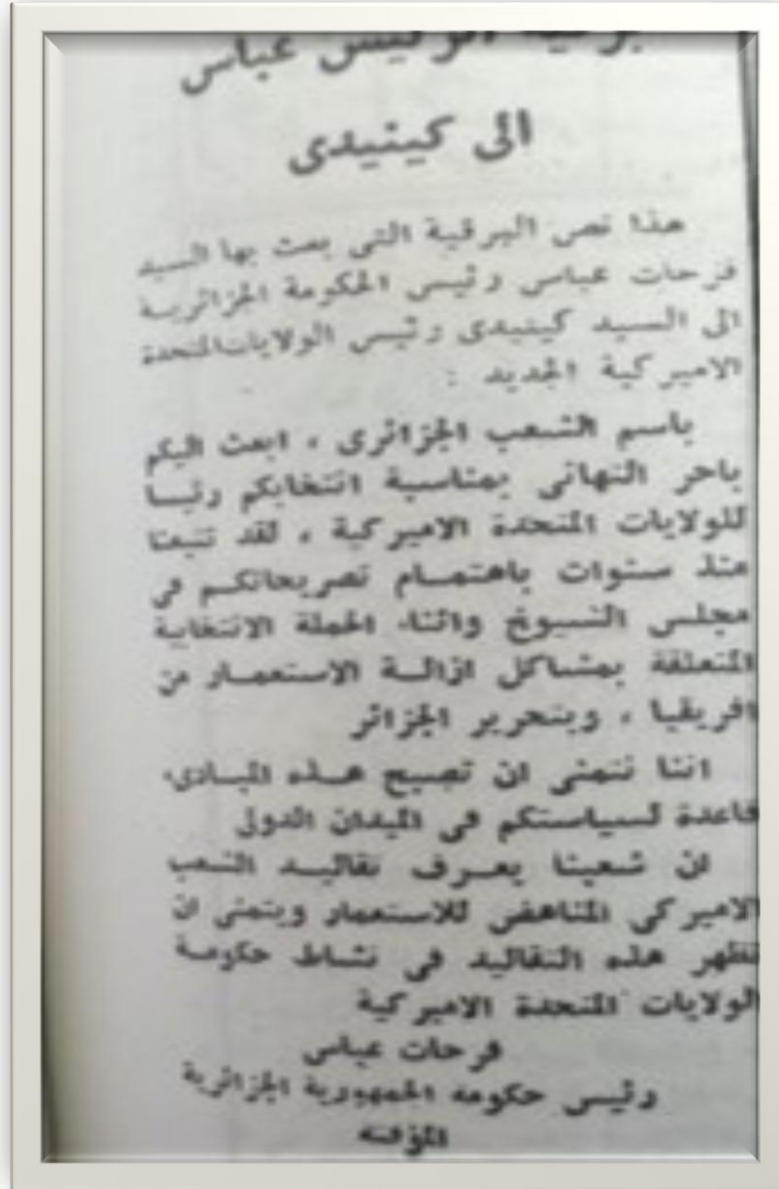 برقية الرئيس عباس
الى كينيدى
هذا نص البرقية التى بعث بها السيد
فرحات عباس رئيس الحكومة الجزائرية
الى السيد كينيدى رئيس الولايات المتحدة
الاميركية الجديد :
باسم الشعب الجزائرى ، ابعث اليكم
باحر التهانى بمناسبة انتخابكم رئيسا
للولايات المتحدة الاميركية ، لقد تتبعنا
منذ سنوات باهتمام تصريحاتكم فى
مجلس الشيوخ واثناء الحملة الانتخابية
المتعلقة بمشاكل ازالة الاستعمار من
افريقيا ، وبتحرير الجزائر
اننا نتمنى ان تصبح هذه المبادىء
قاعدة لسياستكم فى الميدان الدولى
ان شعبنا يعرف تقاليد الشعب
الاميركى المناهض للاستعمار ويتمنى ان
تظهر هذه التقاليد فى نشاط حكومة
الولايات المتحدة الاميركية
فرحات عباس
رئيس حكومة الجمهورية الجزائرية
المؤقتة